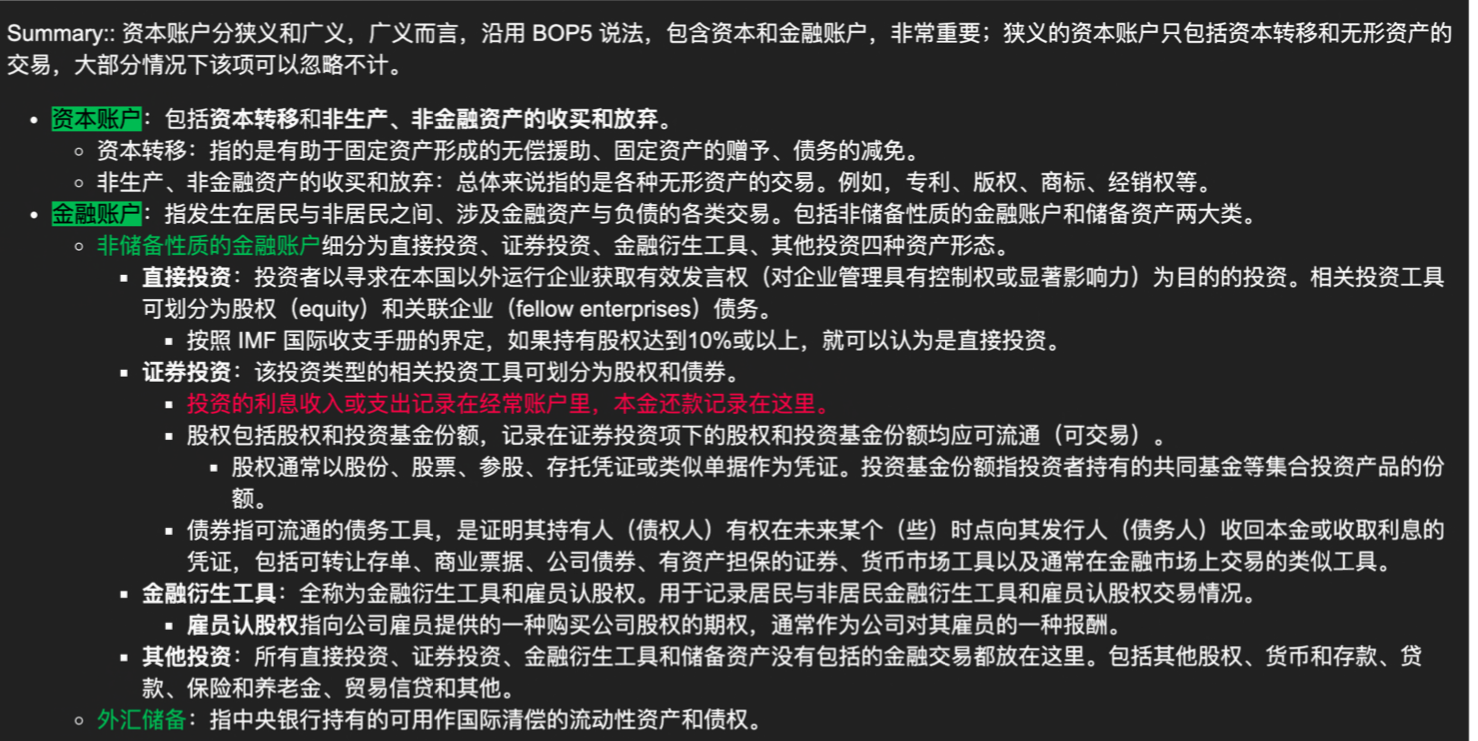 Summary:: 资本账户分狭义和广义，广义而言，沿用 BOP5 说法，包含资本和金融账户，非常重要；狭义的资本账户只包括资本转移和无形资产的
交易，大部分情况下该项可以忽略不计。
资本账户：包括资本转移和非生产、非金融资产的收买和放弃。
资本转移：指的是有助于固定资产形成的无偿援助、固定资产的赠予、债务的减免。
非生产、非金融资产的收买和放弃：总体来说指的是各种无形资产的交易。例如，专利、版权、商标、经销权等。
金融账户：指发生在居民与非居民之间、涉及金融资产与负债的各类交易。包括非储备性质的金融账户和储备资产两大类。
非储备性质的金融账户细分为直接投资、证券投资、金融衍生工具、其他投资四种资产形态。
直接投资：投资者以寻求在本国以外运行企业获取有效发言权（对企业管理具有控制权或显著影响力）为目的的投资。相关投资工具
可划分为股权（equity）和关联企业（fellow enterprises）债务。
按照 IMF 国际收支手册的界定，如果持有股权达到10%或以上，就可以认为是直接投资。
证券投资：该投资类型的相关投资工具可划分为股权和债券。
投资的利息收入或支出记录在经常账户里，本金还款记录在这里。
股权包括股权和投资基金份额，记录在证券投资项下的股权和投资基金份额均应可流通（可交易）。
股权通常以股份、股票、参股、存托凭证或类似单据作为凭证。投资基金份额指投资者持有的共同基金等集合投资产品的份
额。
债券指可流通的债务工具，是证明其持有人（债权人）有权在未来某个（些）时点向其发行人（债务人）收回本金或收取利息的
凭证，包括可转让存单、商业票据、公司债券、有资产担保的证券、货币市场工具以及通常在金融市场上交易的类似工具。
金融衍生工具：全称为金融衍生工具和雇员认股权。用于记录居民与非居民金融衍生工具和雇员认股权交易情况。
雇员认股权指向公司雇员提供的一种购买公司股权的期权，通常作为公司对其雇员的一种报酬。
其他投资：所有直接投资、证券投资、金融衍生工具和储备资产没有包括的金融交易都放在这里。包括其他股权、货币和存款、贷
款、保险和养老金、贸易信贷和其他。
外汇储备：指中央银行持有的可用作国际清偿的流动性资产和债权。